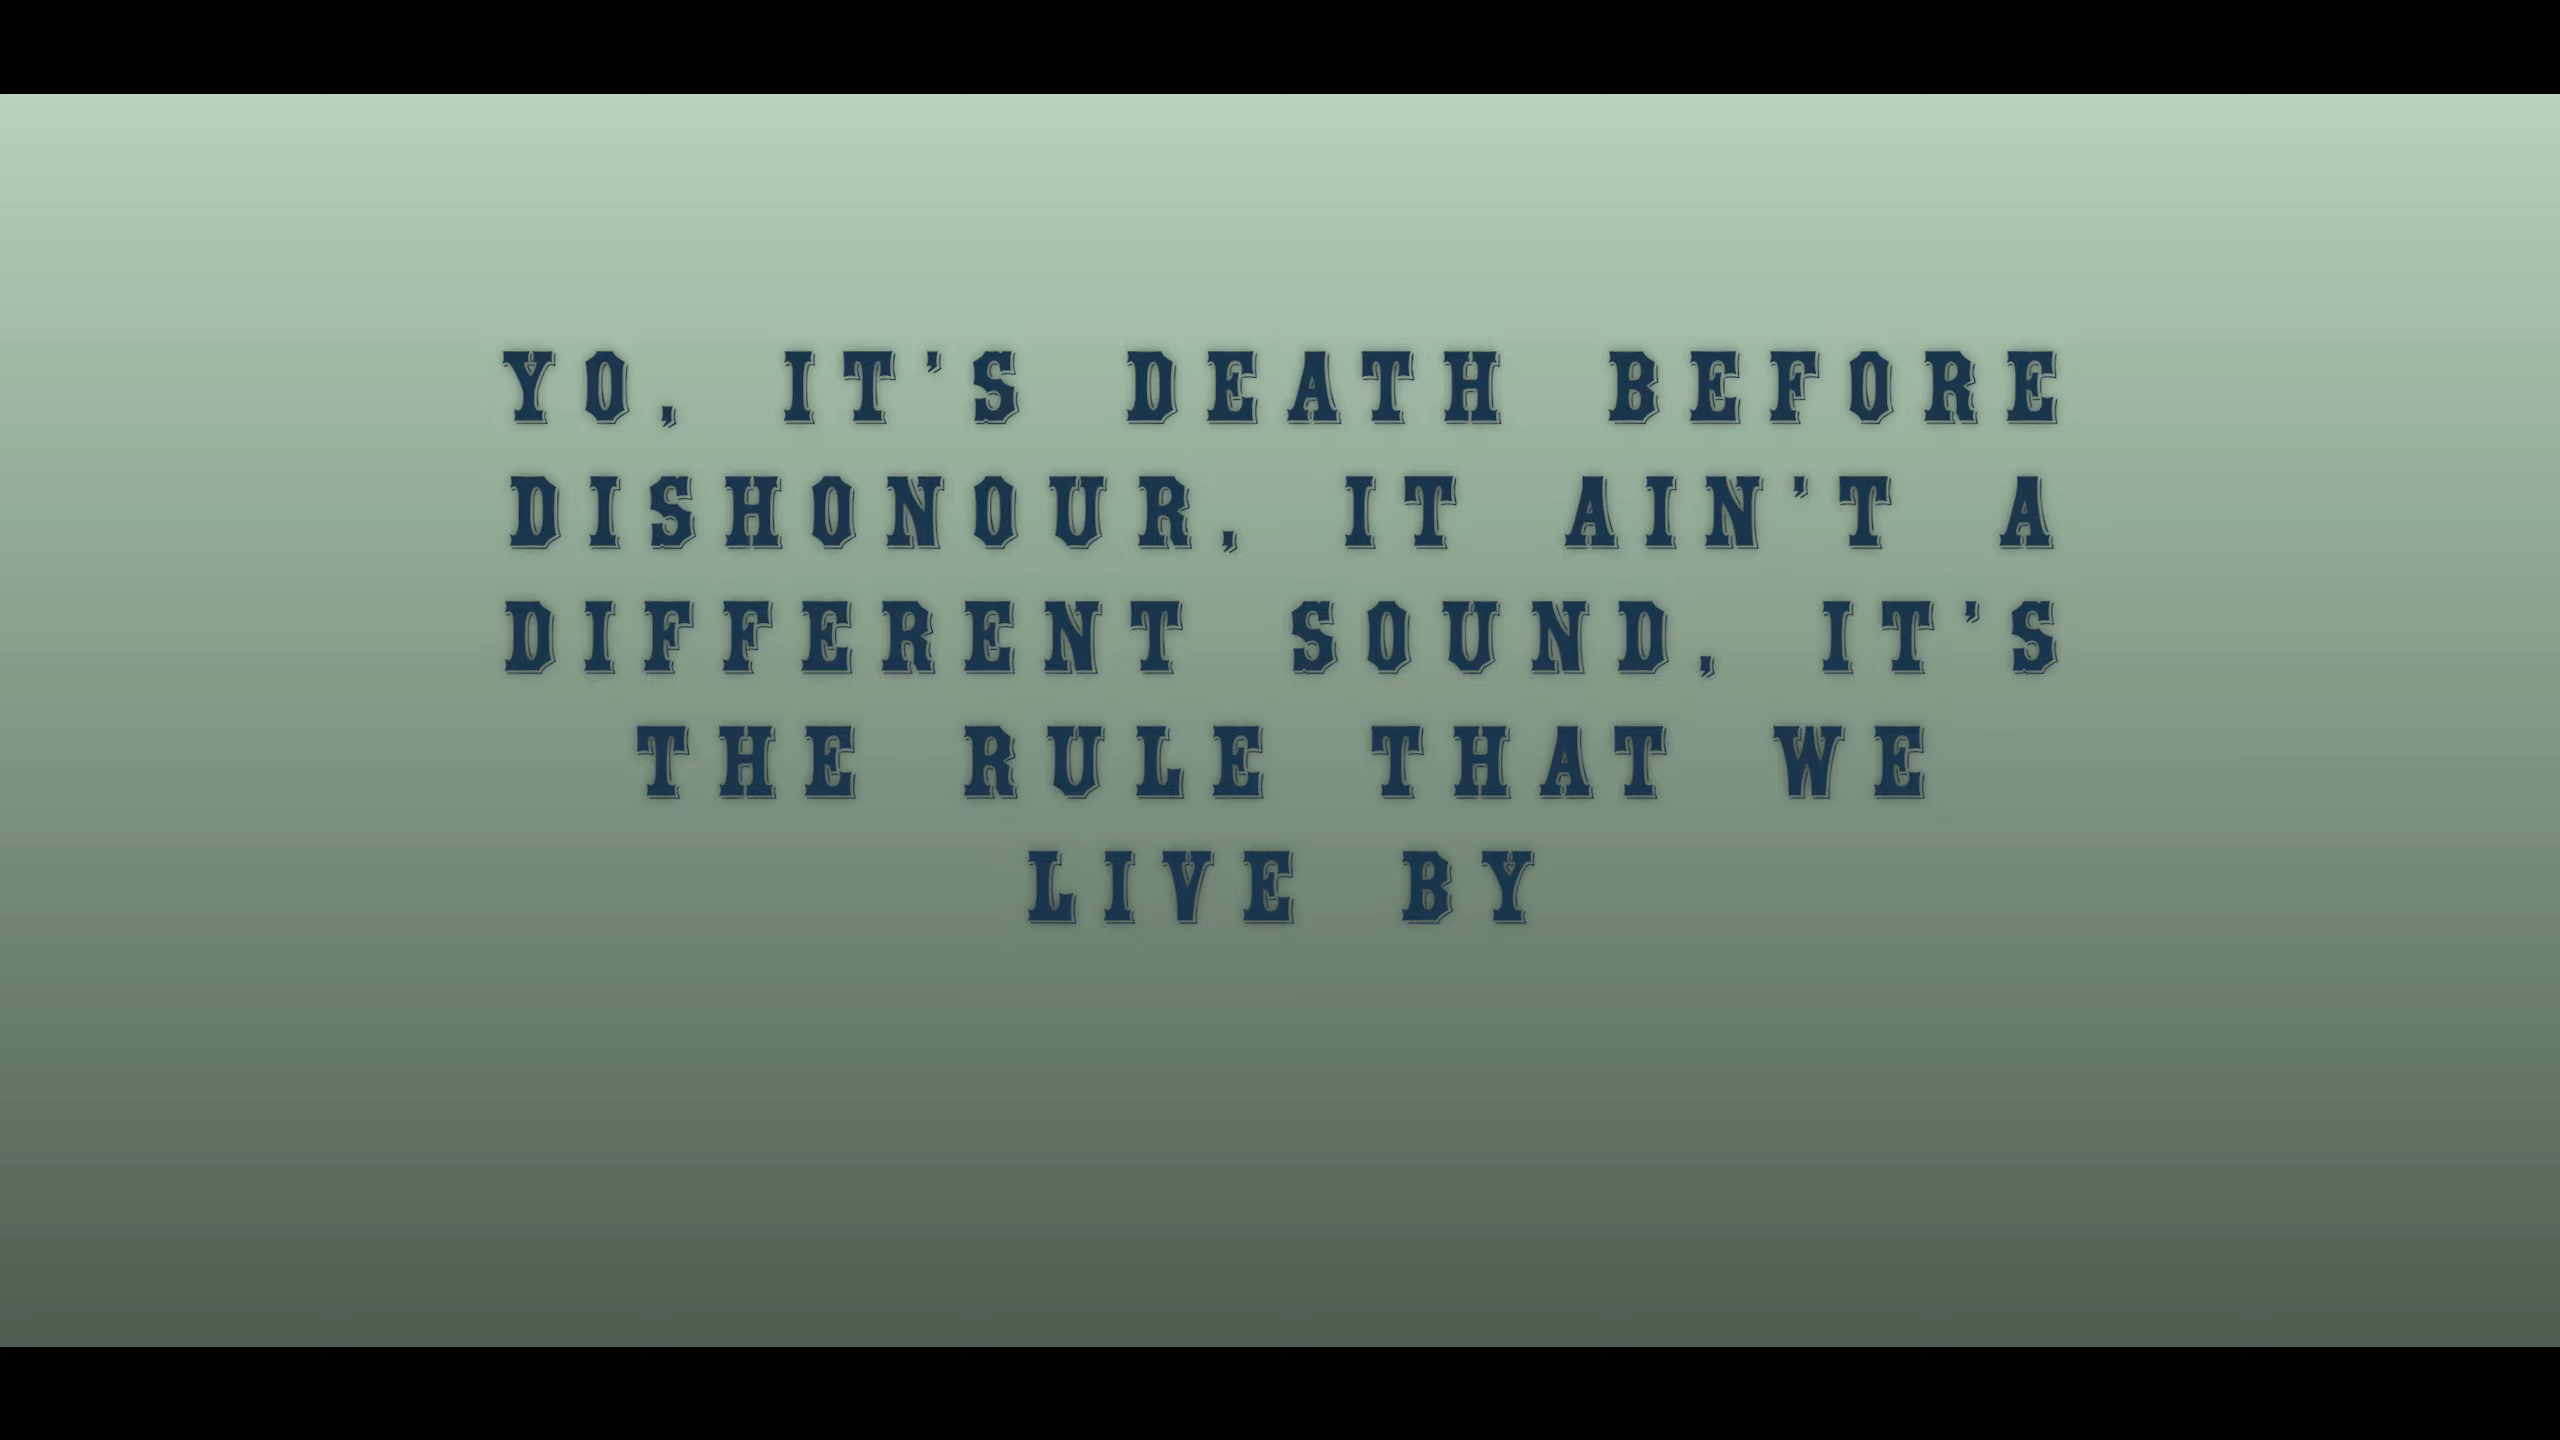 YO, IT'S DEATH BEFORE
DISHONOUR, IT AIN'T A
DIFFERENT SOUND, IT'S
THE RULE THAT WE
LIVE BY